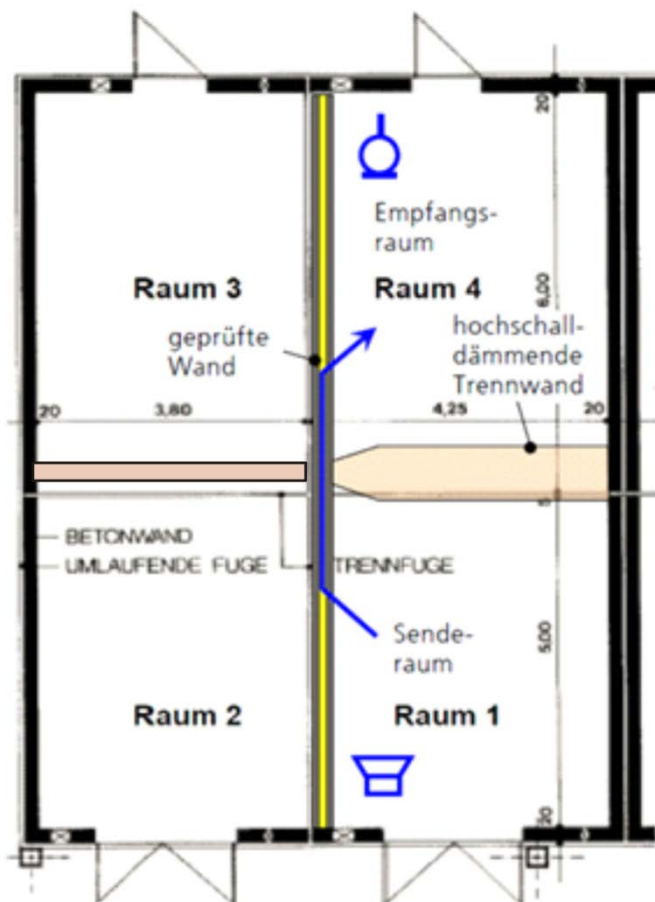 20
Empfangs-
raum
Raum 3
Raum 4
6,00
geprüfte
Wand
hochschall-
dämmende
Trennwand
20
3,80
4,25
20
5
BETONWAND
UMLAUFENDE FUGE
TRENNFUGE
Sende-
raum
5,00
Raum 2
Raum 1
20